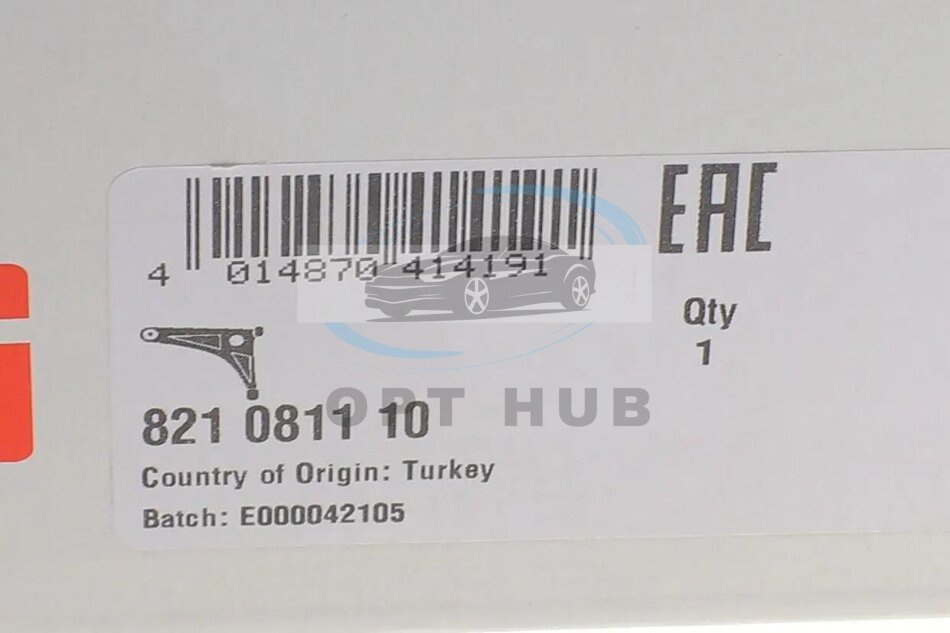 4 014870 414191
EAC
Qty
1
OPT HUB
821 0811 10
Country of Origin: Turkey
Batch: E000042105